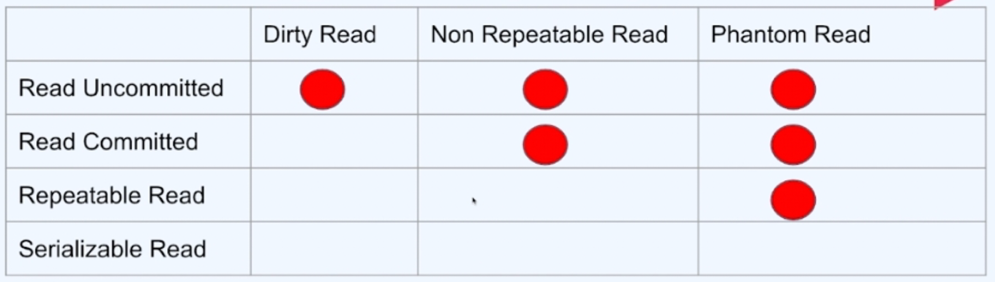 Dirty Read Non Repeatable Read Phantom Read
Read Uncommitted
Read Committed
Repeatable Read
Serializable Read